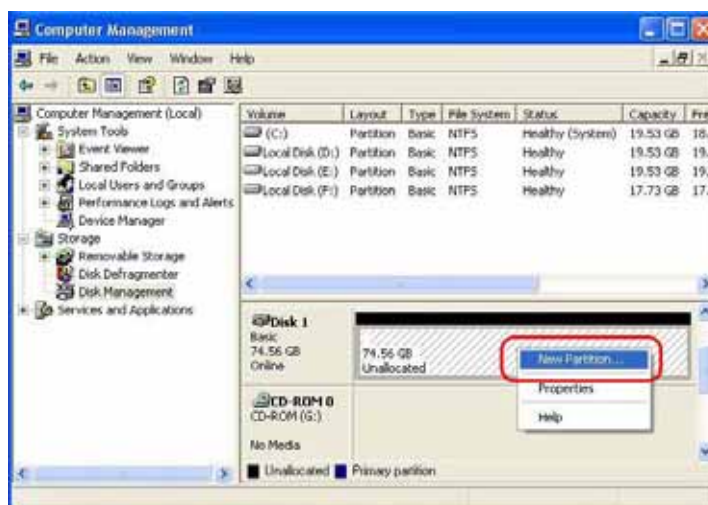 Computer Management
File Action View Window Help
Computer Management (Local)
System Tools
Event Viewer
Shared Folders
Local Users and Groups
Performance Logs and Alerts
Device Manager
Storage
Removable Storage
Disk Defragmenter
Disk Management
Services and Applications
Volume Layout Type File System Status Capacity Fre
(C:) Partition Basic NTFS Healthy (System) 19.53 GB 18.
Local Disk (D:) Partition Basic NTFS Healthy 19.53 GB 19.
Local Disk (E:) Partition Basic NTFS Healthy 19.53 GB 19.
Local Disk (F:) Partition Basic NTFS Healthy 17.73 GB 17.
Disk 1
Basic
74.56 GB
Online
74.56 GB
Unallocated
New Partition...
Properties
Help
CD-ROM 0
CD-ROM (G:)
No Media
Unallocated Primary partition